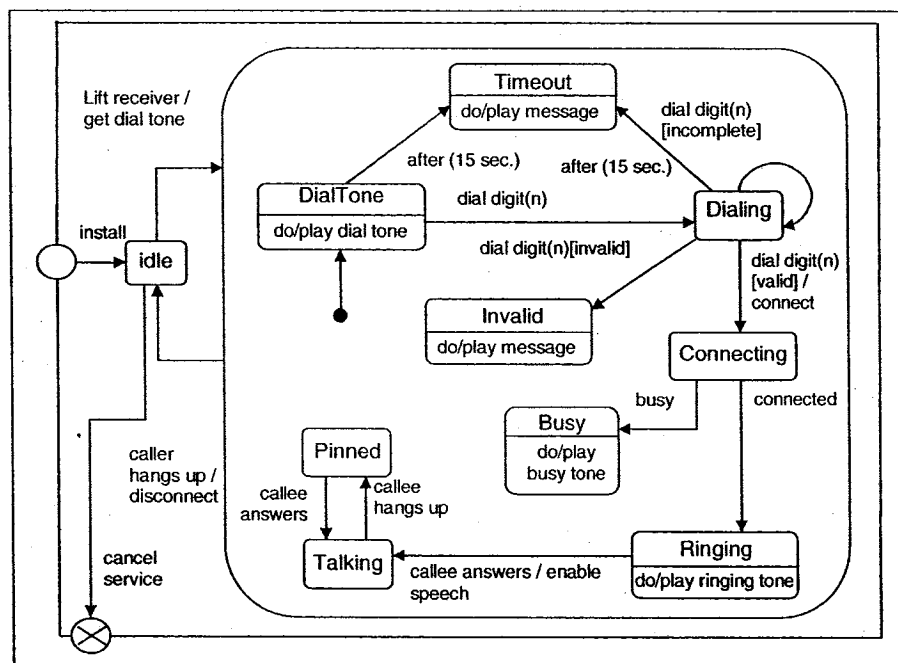 Timeout
do/play message
Lift receiver /
get dial tone
dial digit(n)
[incomplete]
after (15 sec.)
after (15 sec.)
DialTone
do/play dial tone
dial digit(n)
Dialing
install
idle
dial digit(n)[invalid]
dial digit(n)
[valid] /
connect
Invalid
do/play message
Connecting
busy
connected
Busy
do/play
busy tone
Pinned
caller
hangs up /
disconnect
callee
answers
callee
hangs up
Talking
callee answers / enable
speech
Ringing
do/play ringing tone
cancel
service